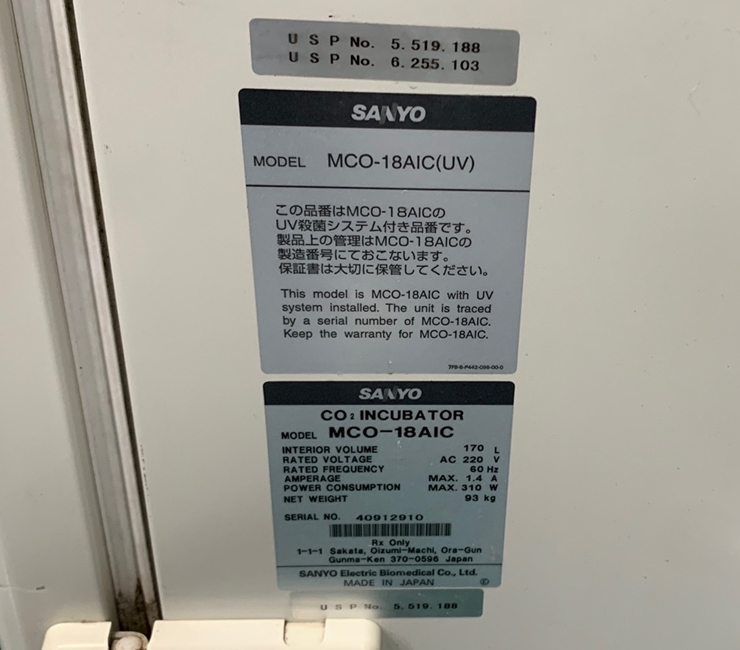 U S P No. 5.519.188
U S P No. 6.255.103
SANYO
MODEL MCO-18AIC(UV)
この品番はMCO-18AICの
UV殺菌システム付き品番です。
製品上の管理はMCO-18AICの
製造番号にておこないます。
保証書は大切に保管してください。
This model is MCO-18AIC with UV
system installed. The unit is traced
by a serial number of MCO-18AIC.
Keep the warranty for MCO-18AIC.
7FB-6-P442-099-00-0
SANYO
CO2 INCUBATOR
MODEL MCO-18AIC
INTERIOR VOLUME 170 L
RATED VOLTAGE AC 220 V
RATED FREQUENCY 60 Hz
AMPERAGE MAX. 1.4 A
POWER CONSUMPTION MAX. 310 W
NET WEIGHT 93 kg
SERIAL NO. 40912910
Rx Only
1-1-1 Sakata, Oizumi-Machi, Ora-Gun
Gunma-Ken 370-0596 Japan
SANYO Electric Biomedical Co., Ltd.
MADE IN JAPAN
U S P No. 5.519.188